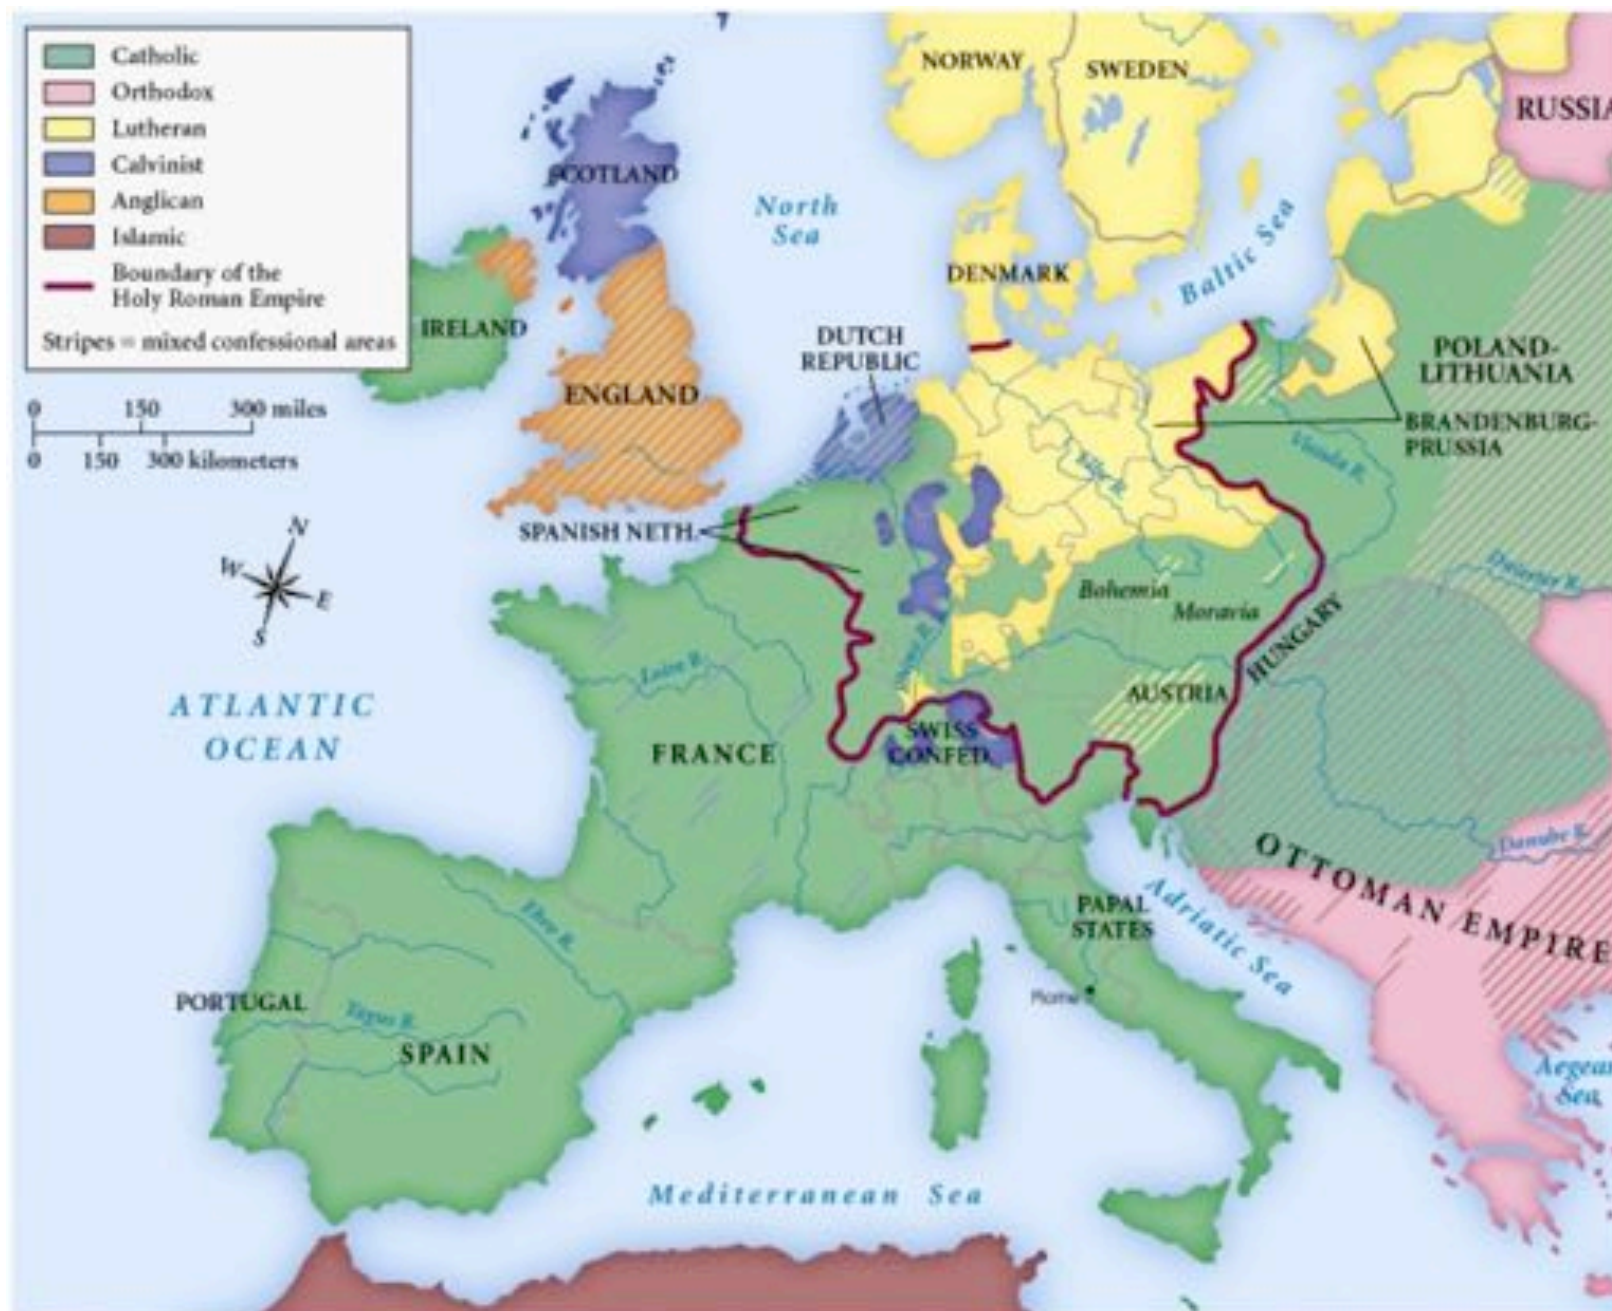 Catholic
Orthodox
Lutheran
Calvinist
Anglican
Islamic
Boundary of the
Holy Roman Empire
Stripes = mixed confessional areas
0 150 300 miles
0 150 300 kilometers
N
W
E
S
NORWAY
SWEDEN
RUSSIA
SCOTLAND
North
Sea
Baltic Sea
DENMARK
IRELAND
DUTCH
REPUBLIC
ENGLAND
POLAND-
LITHUANIA
BRANDENBURG-
PRUSSIA
Vistula R.
Elbe R.
SPANISH NETH.
Bohemia
Moravia
Dniester R.
HUNGARY
Loire R.
AUSTRIA
ATLANTIC
OCEAN
FRANCE
SWISS
CONFED.
OTTOMAN EMPIRE
Danube R.
Ebro R.
PAPAL
STATES
Adriatic Sea
Rome
PORTUGAL
Tagus R.
SPAIN
Aegean
Sea
Mediterranean Sea